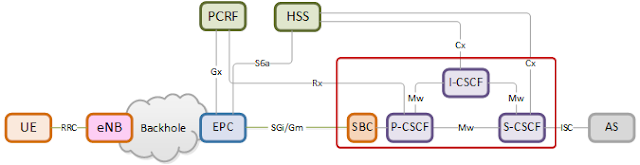 PCRF
HSS
S6a
Cx
Gx
Rx
I-CSCF
Cx
Mw
Mw
UE
RRC
eNB
Backhole
EPC
SGi/Gm
SBC
P-CSCF
Mw
S-CSCF
ISC
AS